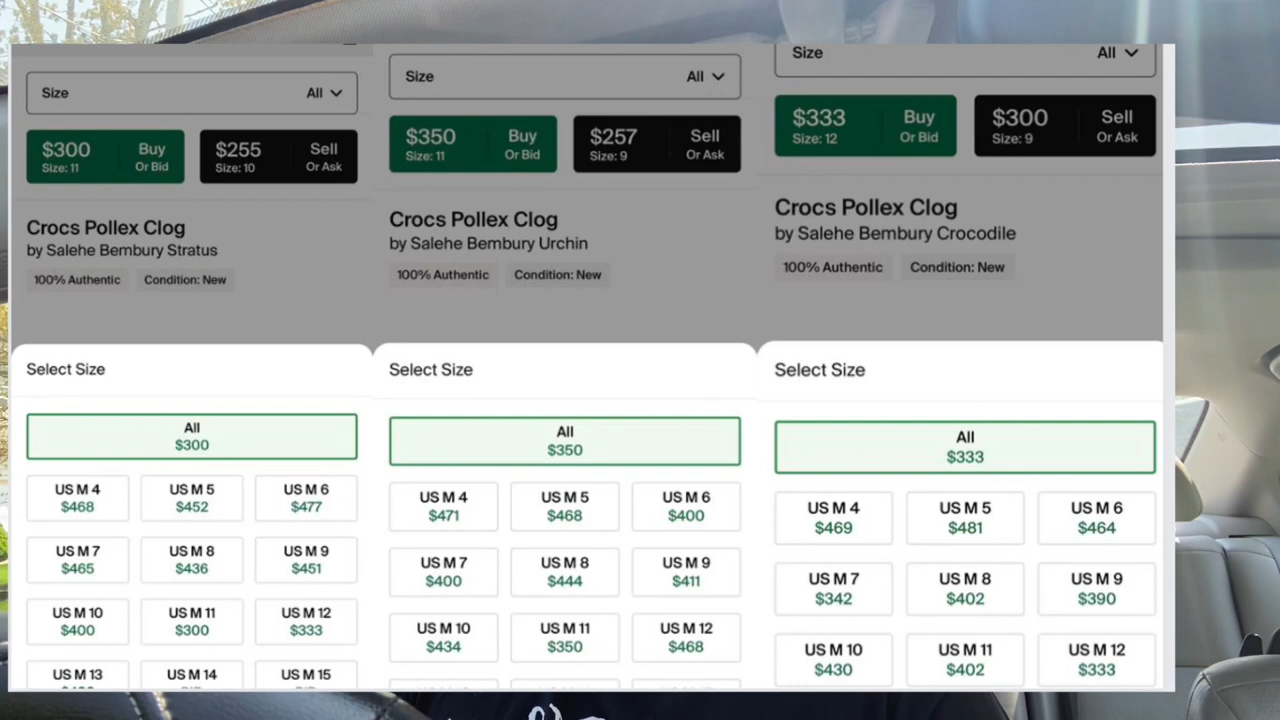 Size All
$300 Buy
Size: 11 Or Bid
$255 Sell
Size: 10 Or Ask
Crocs Pollex Clog
by Salehe Bembury Stratus
100% Authentic Condition: New
Select Size
All
$300
US M 4 US M 5 US M 6
$468 $452 $477
US M 7 US M 8 US M 9
$465 $436 $451
US M 10 US M 11 US M 12
$400 $300 $333
US M 13 US M 14 US M 15
Size All
$350 Buy
Size: 11 Or Bid
$257 Sell
Size: 9 Or Ask
Crocs Pollex Clog
by Salehe Bembury Urchin
100% Authentic Condition: New
Select Size
All
$350
US M 4 US M 5 US M 6
$471 $468 $400
US M 7 US M 8 US M 9
$400 $444 $411
US M 10 US M 11 US M 12
$434 $350 $468
Size All
$333 Buy
Size: 12 Or Bid
$300 Sell
Size: 9 Or Ask
Crocs Pollex Clog
by Salehe Bembury Crocodile
100% Authentic Condition: New
Select Size
All
$333
US M 4 US M 5 US M 6
$469 $481 $464
US M 7 US M 8 US M 9
$342 $402 $390
US M 10 US M 11 US M 12
$430 $402 $333